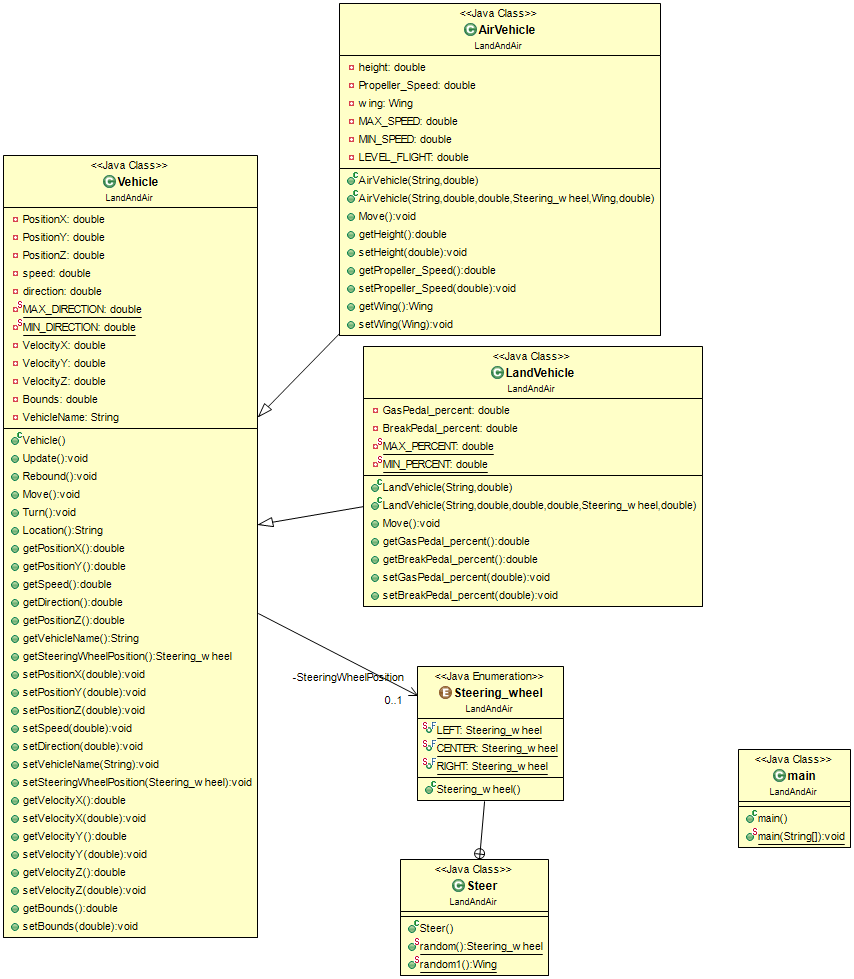 <<Java Class>>
AirVehicle
LandAndAir
height: double
Propeller_Speed: double
wing: Wing
MAX_SPEED: double
MIN_SPEED: double
LEVEL_FLIGHT: double
AirVehicle(String,double)
AirVehicle(String,double,double,Steering_wheel,Wing,double)
Move():void
getHeight():double
setHeight(double):void
getPropeller_Speed():double
setPropeller_Speed(double):void
getWing():Wing
setWing(Wing):void
<<Java Class>>
Vehicle
LandAndAir
PositionX: double
PositionY: double
PositionZ: double
speed: double
direction: double
MAX_DIRECTION: double
MIN_DIRECTION: double
VelocityX: double
VelocityY: double
VelocityZ: double
Bounds: double
VehicleName: String
Vehicle()
Update():void
Rebound():void
Move():void
Turn():void
Location():String
getPositionX():double
getPositionY():double
getSpeed():double
getDirection():double
getPositionZ():double
getVehicleName():String
getSteeringWheelPosition():Steering_wheel
setPositionX(double):void
setPositionY(double):void
setPositionZ(double):void
setSpeed(double):void
setDirection(double):void
setVehicleName(String):void
setSteeringWheelPosition(Steering_wheel):void
getVelocityX():double
setVelocityX(double):void
getVelocityY():double
setVelocityY(double):void
getVelocityZ():double
setVelocityZ(double):void
getBounds():double
setBounds(double):void
<<Java Class>>
LandVehicle
LandAndAir
GasPedal_percent: double
BreakPedal_percent: double
MAX_PERCENT: double
MIN_PERCENT: double
LandVehicle(String,double)
LandVehicle(String,double,double,double,Steering_wheel,double)
Move():void
getGasPedal_percent():double
getBreakPedal_percent():double
setGasPedal_percent(double):void
setBreakPedal_percent(double):void
-SteeringWheelPosition
0..1
<<Java Enumeration>>
Steering_wheel
LandAndAir
LEFT: Steering_wheel
CENTER: Steering_wheel
RIGHT: Steering_wheel
Steering_wheel()
<<Java Class>>
main
LandAndAir
main()
main(String[]):void
<<Java Class>>
Steer
LandAndAir
Steer()
random():Steering_wheel
random1():Wing